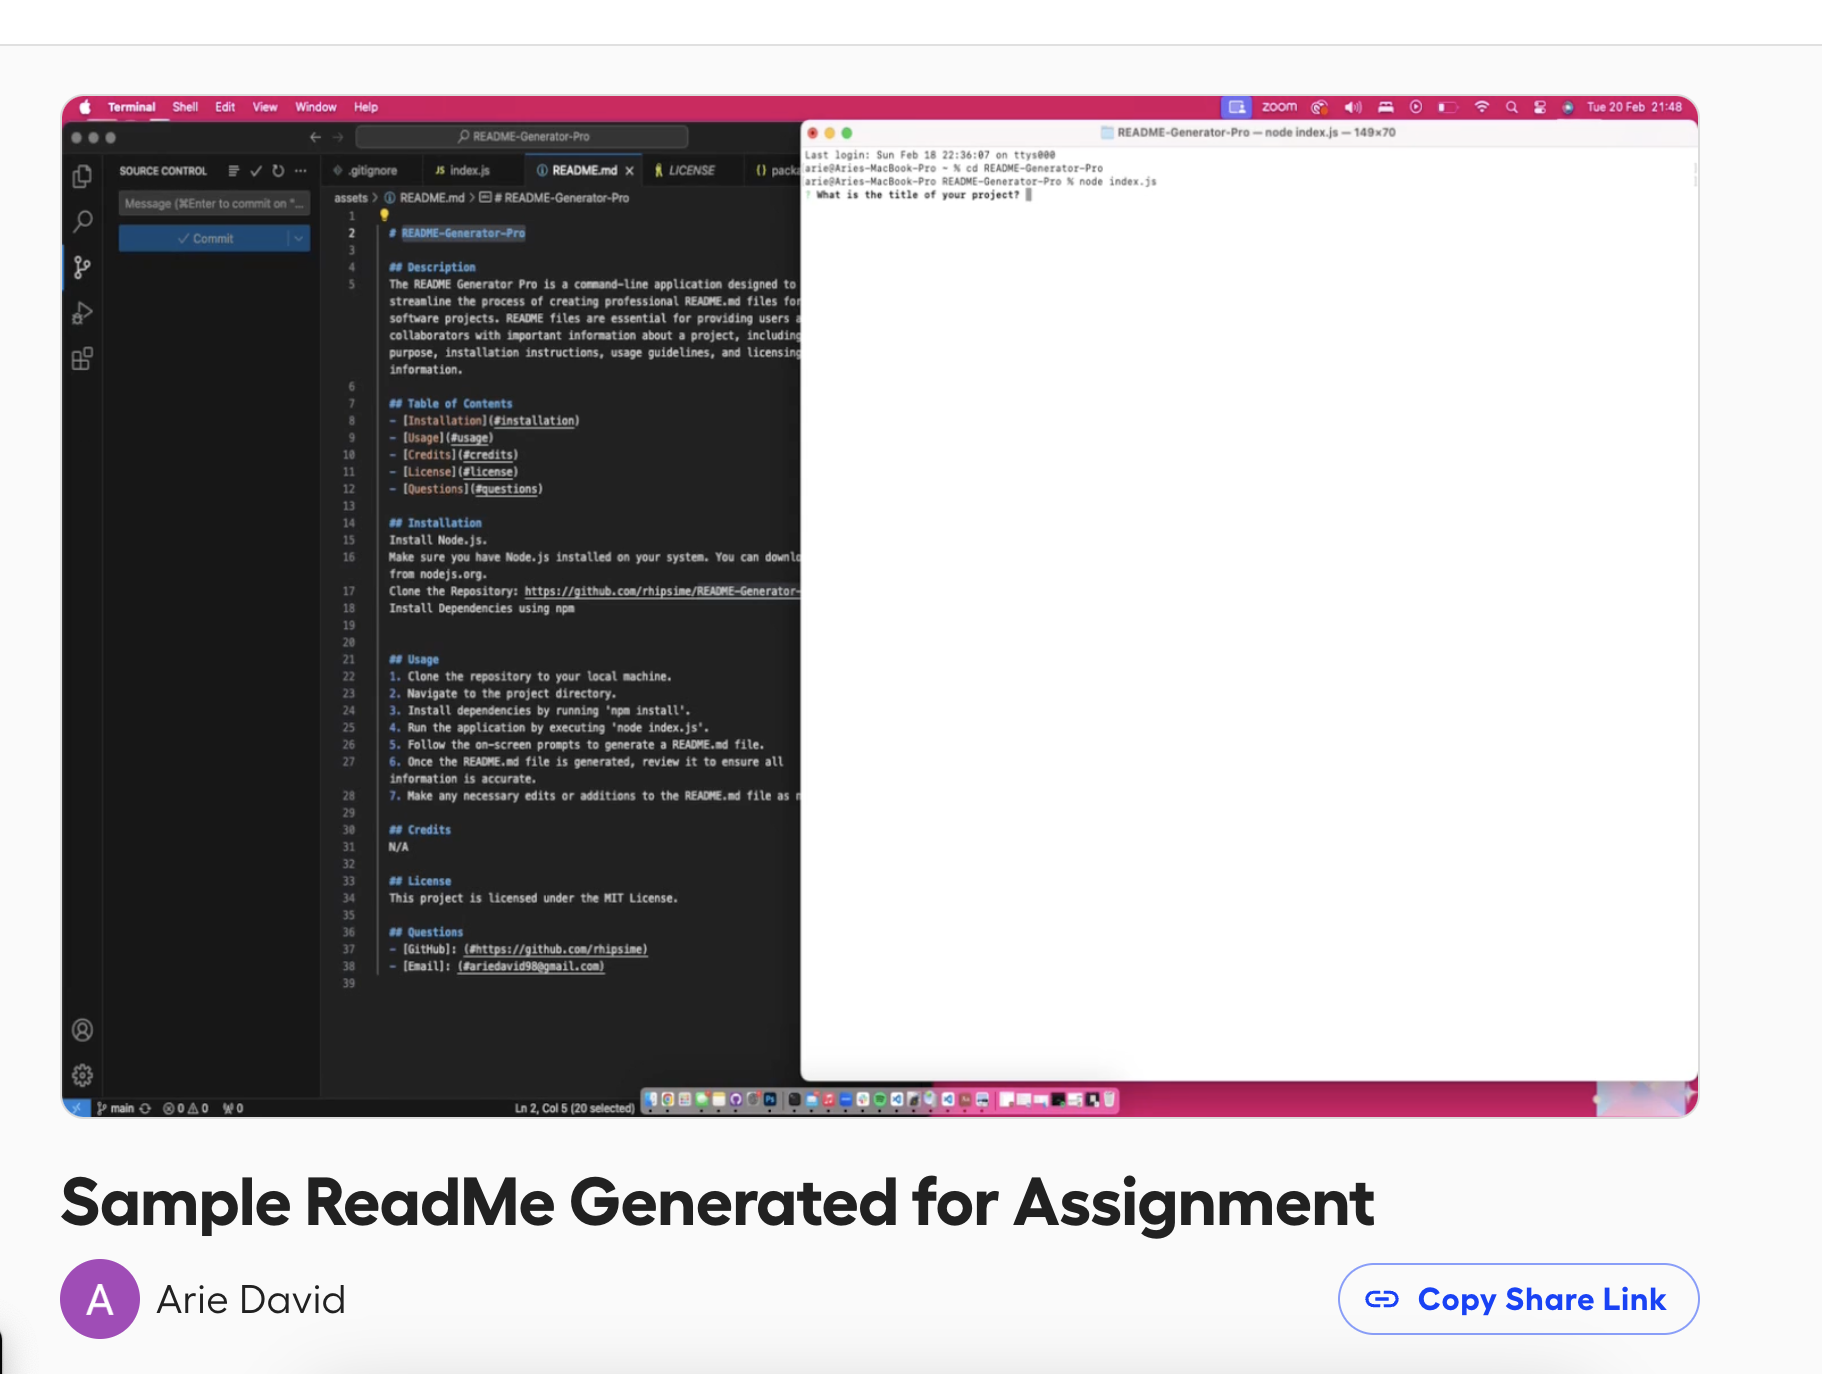 Terminal Shell Edit View Window Help
zoom Tue 20 Feb 21:48
README-Generator-Pro
SOURCE CONTROL
Message (⌘Enter to commit on "...
Commit
.gitignore
JS index.js
README.md
LICENSE
{} packa
assets > README.md > # README-Generator-Pro
1
2 # README-Generator-Pro
3
4 ## Description
5 The README Generator Pro is a command-line application designed to
streamline the process of creating professional README.md files for
software projects. README files are essential for providing users a
collaborators with important information about a project, including
purpose, installation instructions, usage guidelines, and licensing
information.
6
7 ## Table of Contents
8 - [Installation](#installation)
9 - [Usage](#usage)
10 - [Credits](#credits)
11 - [License](#license)
12 - [Questions](#questions)
13
14 ## Installation
15 Install Node.js.
16 Make sure you have Node.js installed on your system. You can downlo
from nodejs.org.
17 Clone the Repository: https://github.com/rhipsime/README-Generator-
18 Install Dependencies using npm
19
20
21 ## Usage
22 1. Clone the repository to your local machine.
23 2. Navigate to the project directory.
24 3. Install dependencies by running 'npm install'.
25 4. Run the application by executing 'node index.js'.
26 5. Follow the on-screen prompts to generate a README.md file.
27 6. Once the README.md file is generated, review it to ensure all
information is accurate.
28 7. Make any necessary edits or additions to the README.md file as n
29
30 ## Credits
31 N/A
32
33 ## License
34 This project is licensed under the MIT License.
35
36 ## Questions
37 - [GitHub]: (#https://github.com/rhipsime)
38 - [Email]: (#ariedavid98@gmail.com)
39
main 0 0 0
Ln 2, Col 5 (20 selected)
README-Generator-Pro — node index.js — 149×70
Last login: Sun Feb 18 22:36:07 on ttys000
arie@Aries-MacBook-Pro ~ % cd README-Generator-Pro
arie@Aries-MacBook-Pro README-Generator-Pro % node index.js
? What is the title of your project?
Ps
Sample ReadMe Generated for Assignment
A
Arie David
Copy Share Link